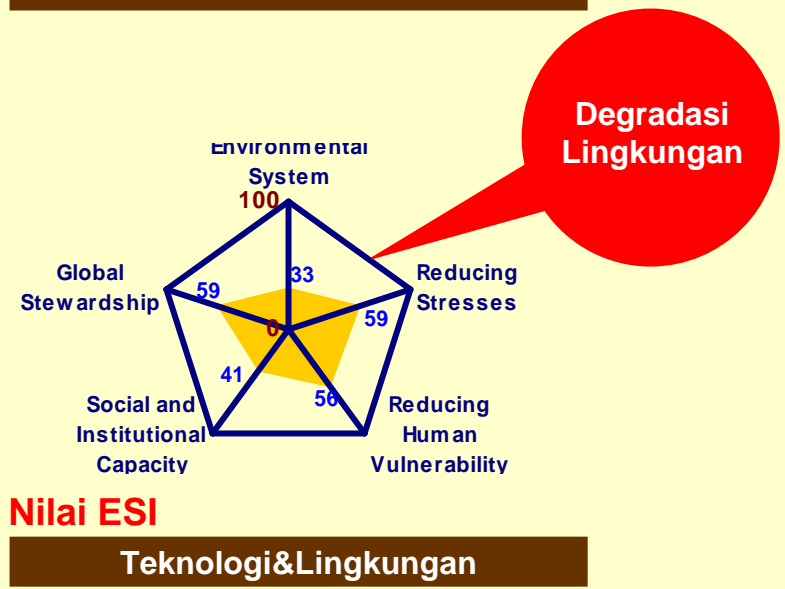 Degradasi
Lingkungan
Environmental
System
100
Global
Stewardship
59
33
Reducing
Stresses
59
0
41
56
Social and
Institutional
Capacity
Reducing
Human
Vulnerability
Nilai ESI
Teknologi&Lingkungan